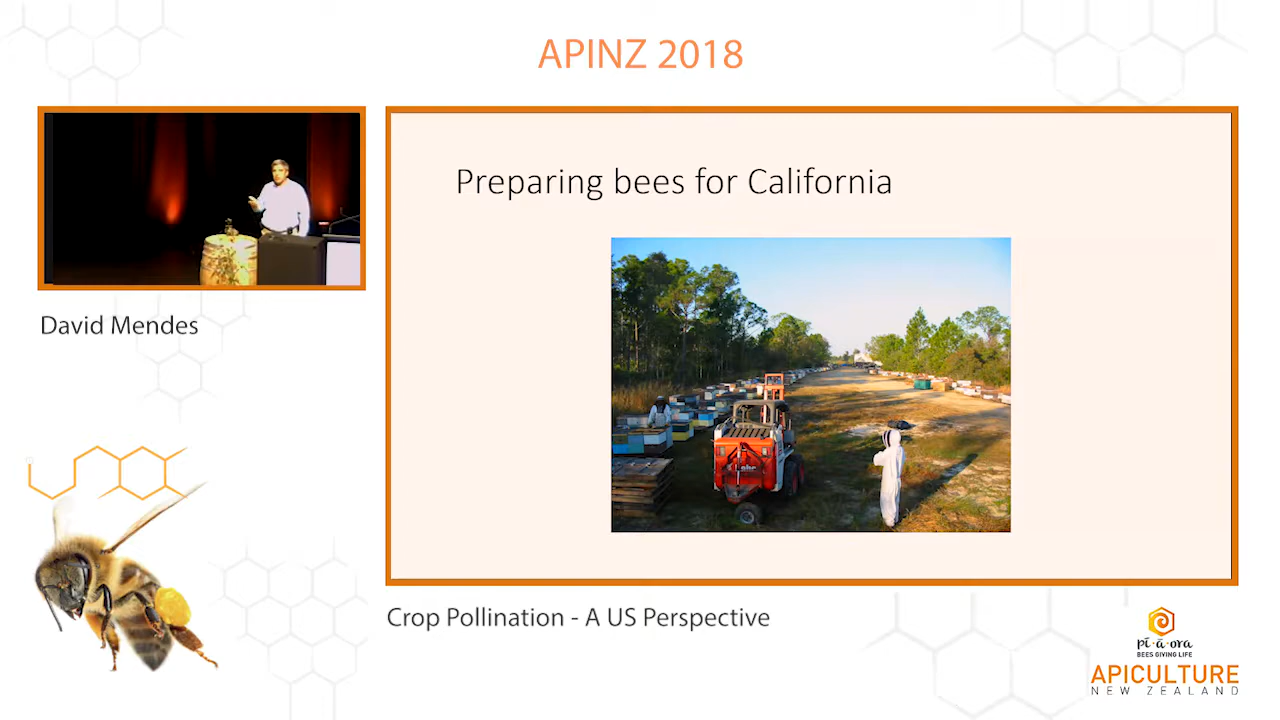 APINZ 2018
Preparing bees for California
David Mendes
Crop Pollination - A US Perspective
pī-ā-ora
BEES GIVING LIFE
APICULTURE
NEW ZEALAND